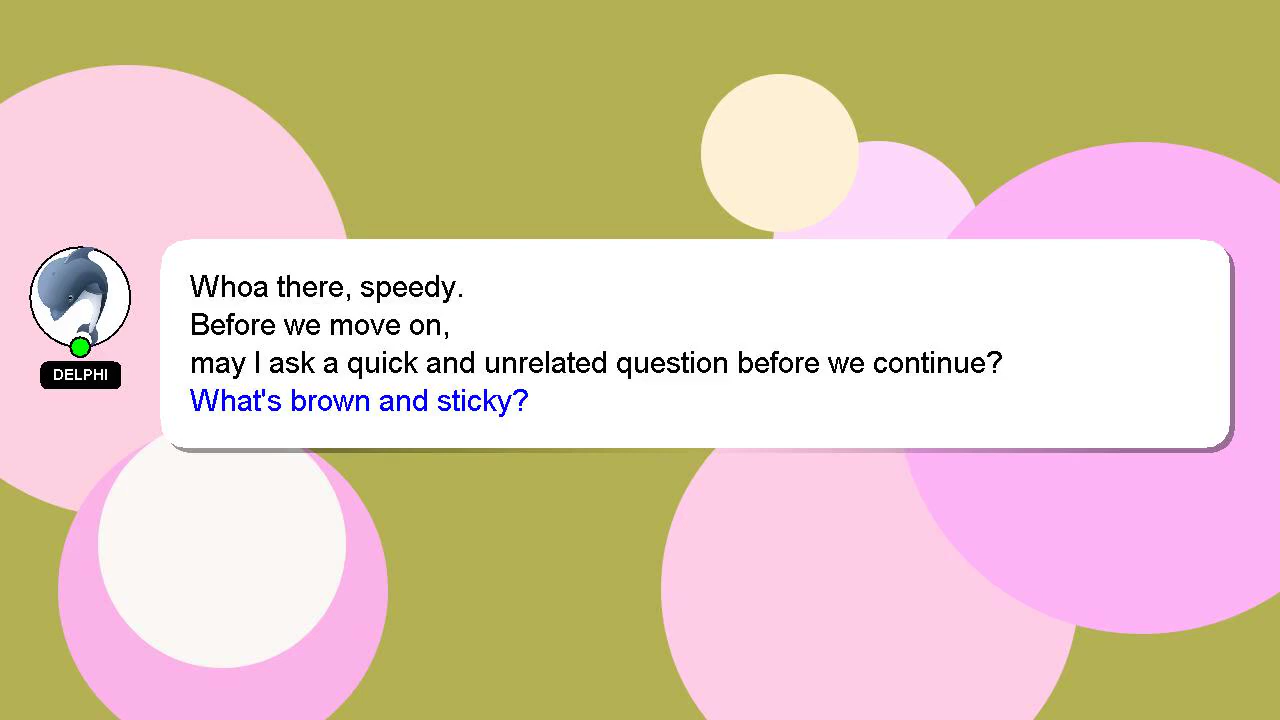 Whoa there, speedy.
Before we move on,
may I ask a quick and unrelated question before we continue?
What's brown and sticky?
DELPHI